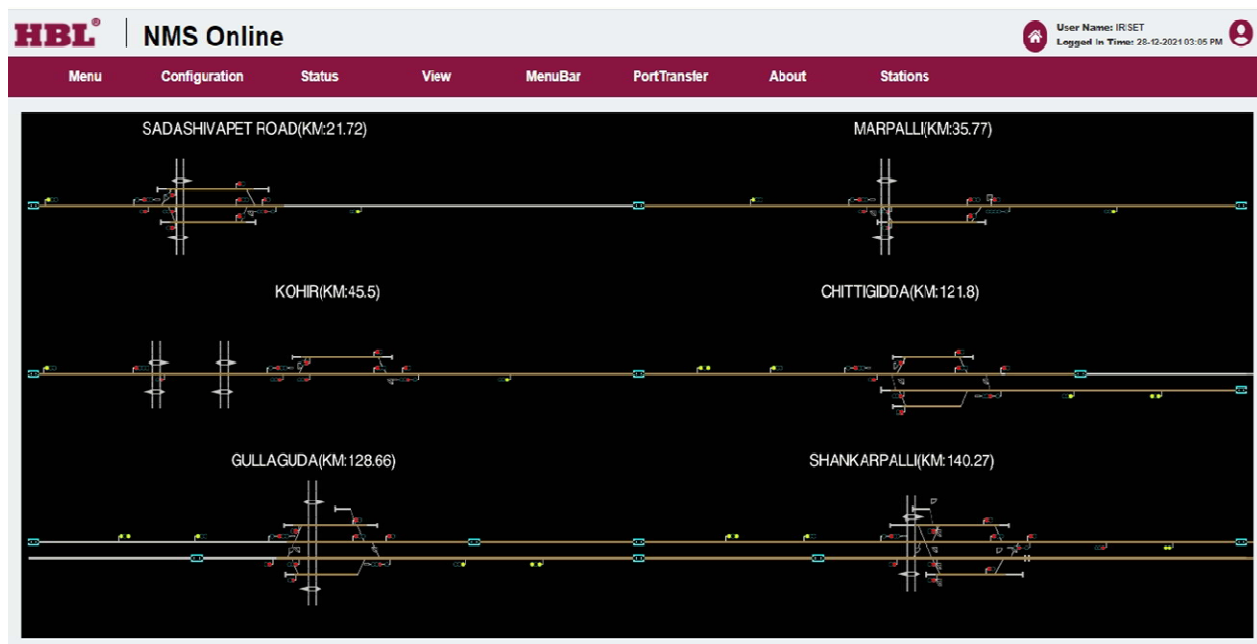 HBL® NMS Online
User Name: IRISET
Logged In Time: 28-12-2021 03:05 PM
Menu Configuration Status View MenuBar PortTransfer About Stations
SADASHIVAPET ROAD(KM:21.72) MARPALLI(KM:35.77)
KOHIR(KM:45.5) CHITTIGIDDA(KM:121.8)
GULLAGUDA(KM:128.66) SHANKARPALLI(KM:140.27)